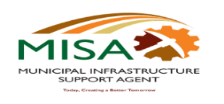 MISA
MUNICIPAL INFRASTRUCTURE
SUPPORT AGENT
Today, Creating a Better Tomorrow